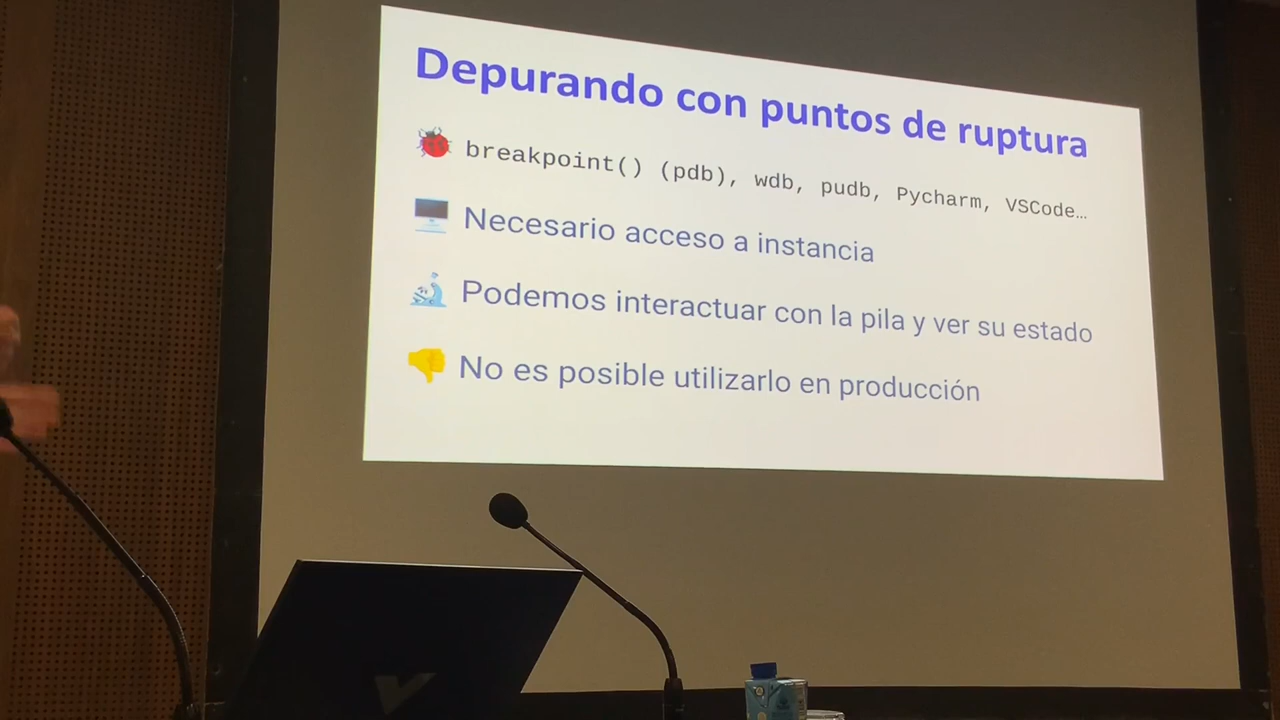 Depurando con puntos de ruptura
breakpoint() (pdb), wdb, pudb, Pycharm, VSCode…
Necesario acceso a instancia
Podemos interactuar con la pila y ver su estado
No es posible utilizarlo en producción